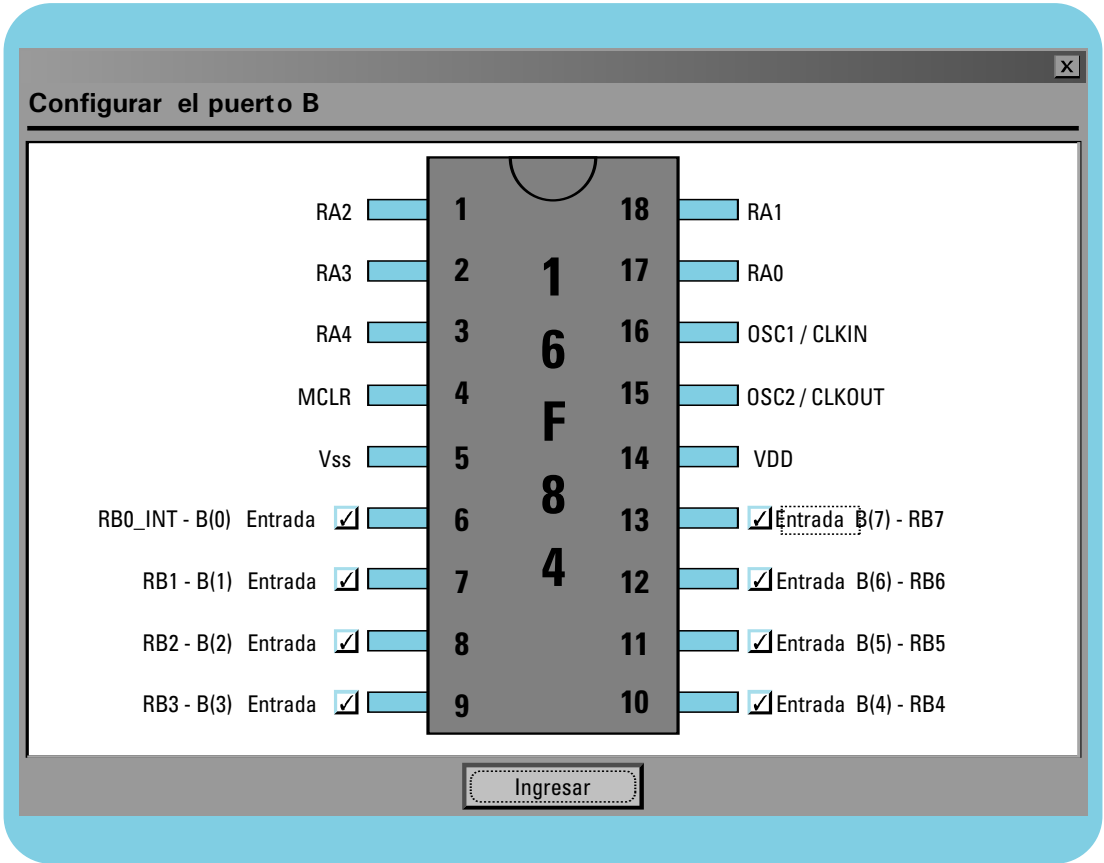 X
Configurar el puerto B
RA2 1 18 RA1
RA3 2 1 17 RA0
RA4 3 6 16 OSC1 / CLKIN
MCLR 4 F 15 OSC2 / CLKOUT
Vss 5 14 VDD
RB0_INT - B(0) Entrada 6 8 13 Entrada B(7) - RB7
RB1 - B(1) Entrada 7 4 12 Entrada B(6) - RB6
RB2 - B(2) Entrada 8 11 Entrada B(5) - RB5
RB3 - B(3) Entrada 9 10 Entrada B(4) - RB4
Ingresar